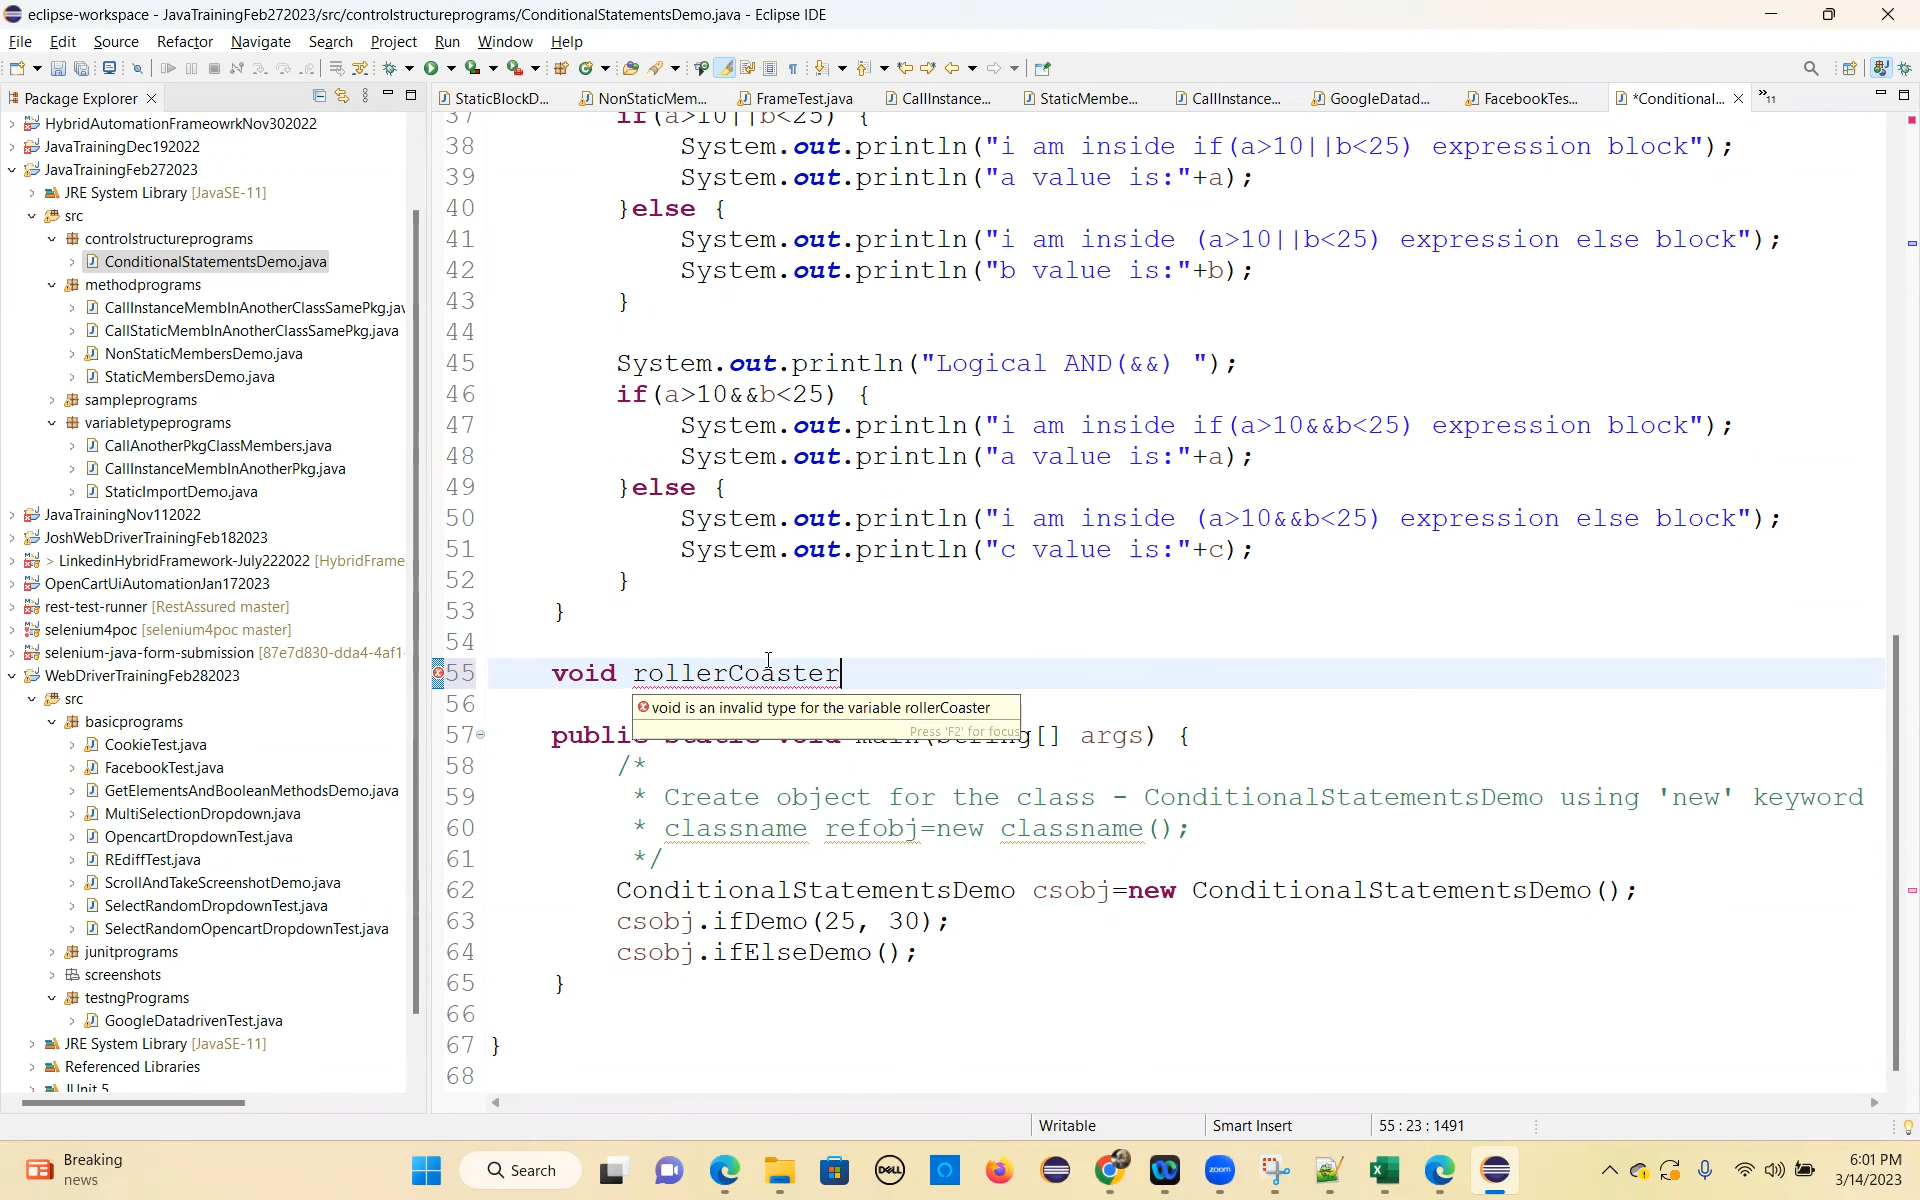 eclipse-workspace - JavaTrainingFeb272023/src/controlstructureprograms/ConditionalStatementsDemo.java - Eclipse IDE
File Edit Source Refactor Navigate Search Project Run Window Help
Package Explorer
StaticBlockD...
NonStaticMem...
FrameTest.java
CallInstance...
StaticMembe...
CallInstance...
GoogleDatad...
FacebookTes...
*Conditional...
»11
HybridAutomationFrameowrkNov302022
JavaTrainingDec192022
JavaTrainingFeb272023
JRE System Library [JavaSE-11]
src
controlstructureprograms
ConditionalStatementsDemo.java
methodprograms
CallInstanceMembInAnotherClassSamePkg.jav
CallStaticMembInAnotherClassSamePkg.java
NonStaticMembersDemo.java
StaticMembersDemo.java
sampleprograms
variabletypeprograms
CallAnotherPkgClassMembers.java
CallInstanceMembInAnotherPkg.java
StaticImportDemo.java
JavaTrainingNov112022
JoshWebDriverTrainingFeb182023
> LinkedinHybridFramework-July222022 [HybridFrame
OpenCartUiAutomationJan172023
rest-test-runner [RestAssured master]
selenium4poc [selenium4poc master]
selenium-java-form-submission [87e7d830-dda4-4af1-
WebDriverTrainingFeb282023
src
basicprograms
CookieTest.java
FacebookTest.java
GetElementsAndBooleanMethodsDemo.java
MultiSelectionDropdown.java
OpencartDropdownTest.java
REdiffTest.java
ScrollAndTakeScreenshotDemo.java
SelectRandomDropdownTest.java
SelectRandomOpencartDropdownTest.java
junitprograms
screenshots
testngPrograms
GoogleDatadrivenTest.java
JRE System Library [JavaSE-11]
Referenced Libraries
JUnit 5
37 if(a>10||b<25) {
38 System.out.println("i am inside if(a>10||b<25) expression block");
39 System.out.println("a value is:"+a);
40 }else {
41 System.out.println("i am inside (a>10||b<25) expression else block");
42 System.out.println("b value is:"+b);
43 }
44
45 System.out.println("Logical AND(&&) ");
46 if(a>10&&b<25) {
47 System.out.println("i am inside if(a>10&&b<25) expression block");
48 System.out.println("a value is:"+a);
49 }else {
50 System.out.println("i am inside (a>10&&b<25) expression else block");
51 System.out.println("c value is:"+c);
52 }
53 }
54
55 void rollerCoaster
void is an invalid type for the variable rollerCoaster
Press 'F2' for focus
56
57 public static void main(String[] args) {
58 /*
59 * Create object for the class - ConditionalStatementsDemo using 'new' keyword
60 * classname refobj=new classname();
61 */
62 ConditionalStatementsDemo csobj=new ConditionalStatementsDemo();
63 csobj.ifDemo(25, 30);
64 csobj.ifElseDemo();
65 }
66
67 }
68
Writable
Smart Insert
55 : 23 : 1491
Breaking
news
Search
DELL
zoom
6:01 PM
3/14/2023